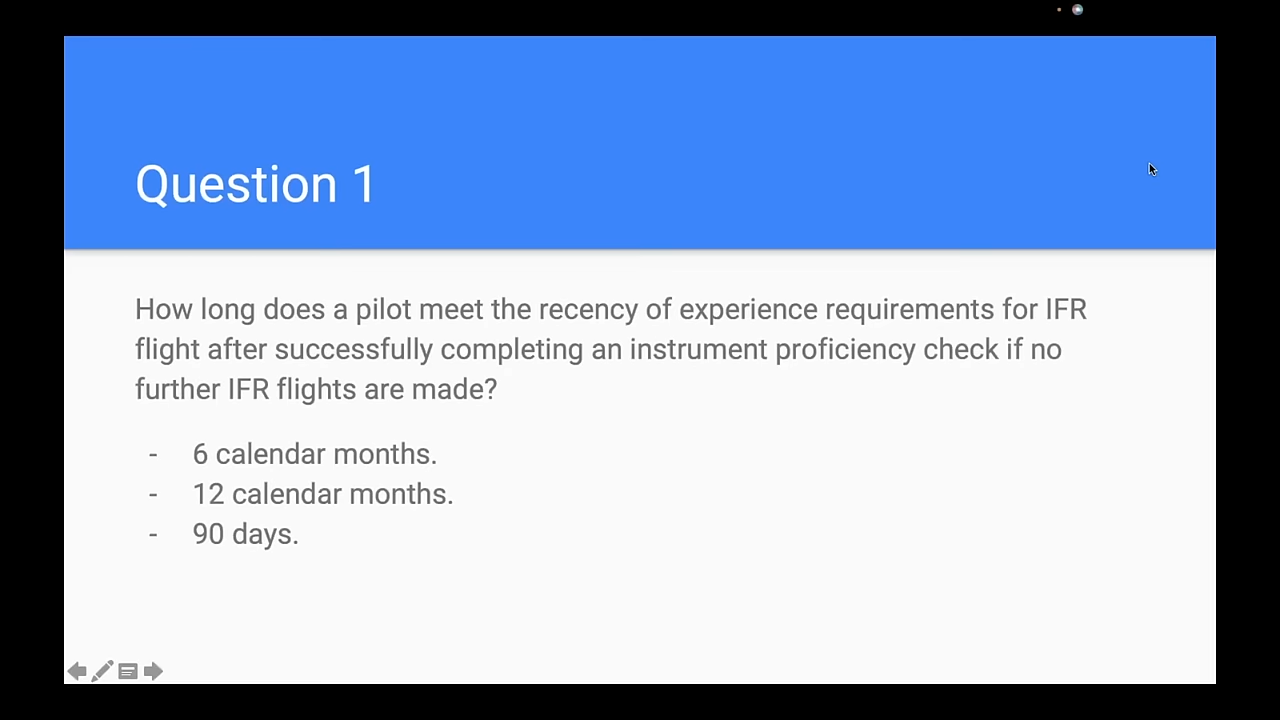 Question 1
How long does a pilot meet the recency of experience requirements for IFR
flight after successfully completing an instrument proficiency check if no
further IFR flights are made?
- 6 calendar months.
- 12 calendar months.
- 90 days.